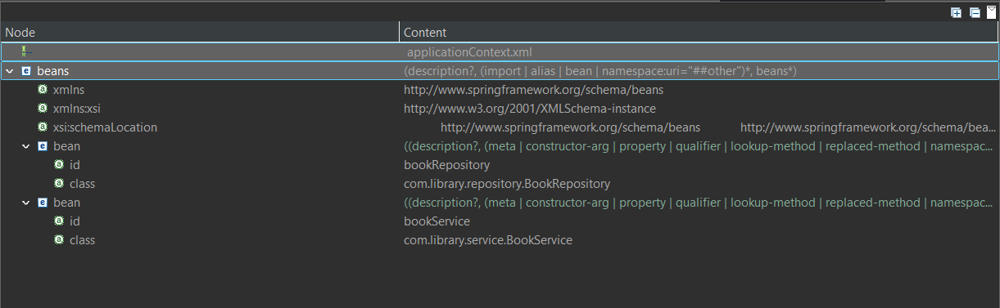 Node Content
applicationContext.xml
beans (description?, (import | alias | bean | namespace:uri="##other")*, beans*)
xmlns http://www.springframework.org/schema/beans
xmlns:xsi http://www.w3.org/2001/XMLSchema-instance
xsi:schemaLocation http://www.springframework.org/schema/beans http://www.springframework.org/schema/bea...
bean ((description?, (meta | constructor-arg | property | qualifier | lookup-method | replaced-method | namespac...
id bookRepository
class com.library.repository.BookRepository
bean ((description?, (meta | constructor-arg | property | qualifier | lookup-method | replaced-method | namespac...
id bookService
class com.library.service.BookService